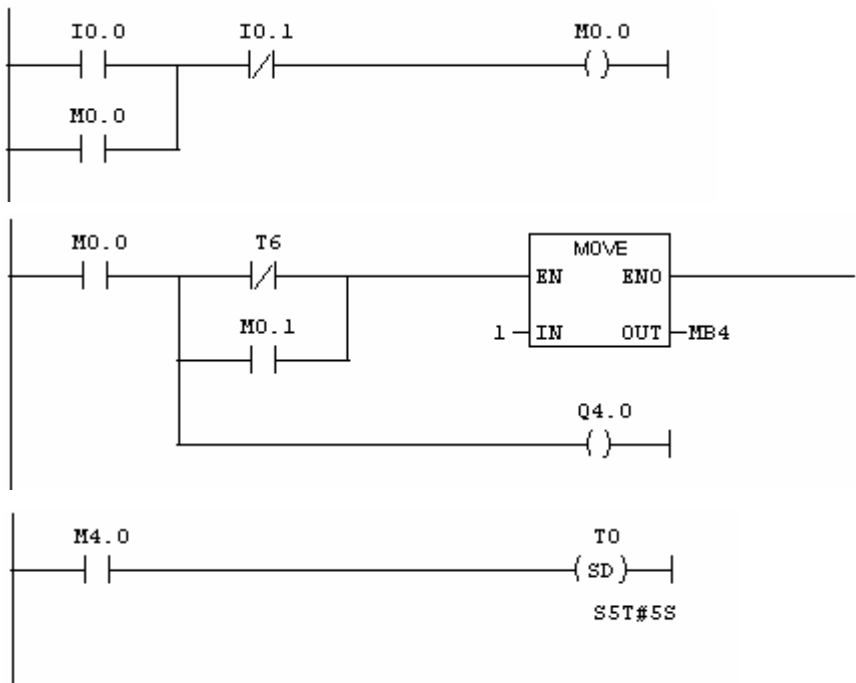 I0.0 I0.1 M0.0
M0.0
M0.0 T6 MOVE
EN ENO
M0.1 1 IN OUT MB4
Q4.0
M4.0 T0
SD
S5T#5S